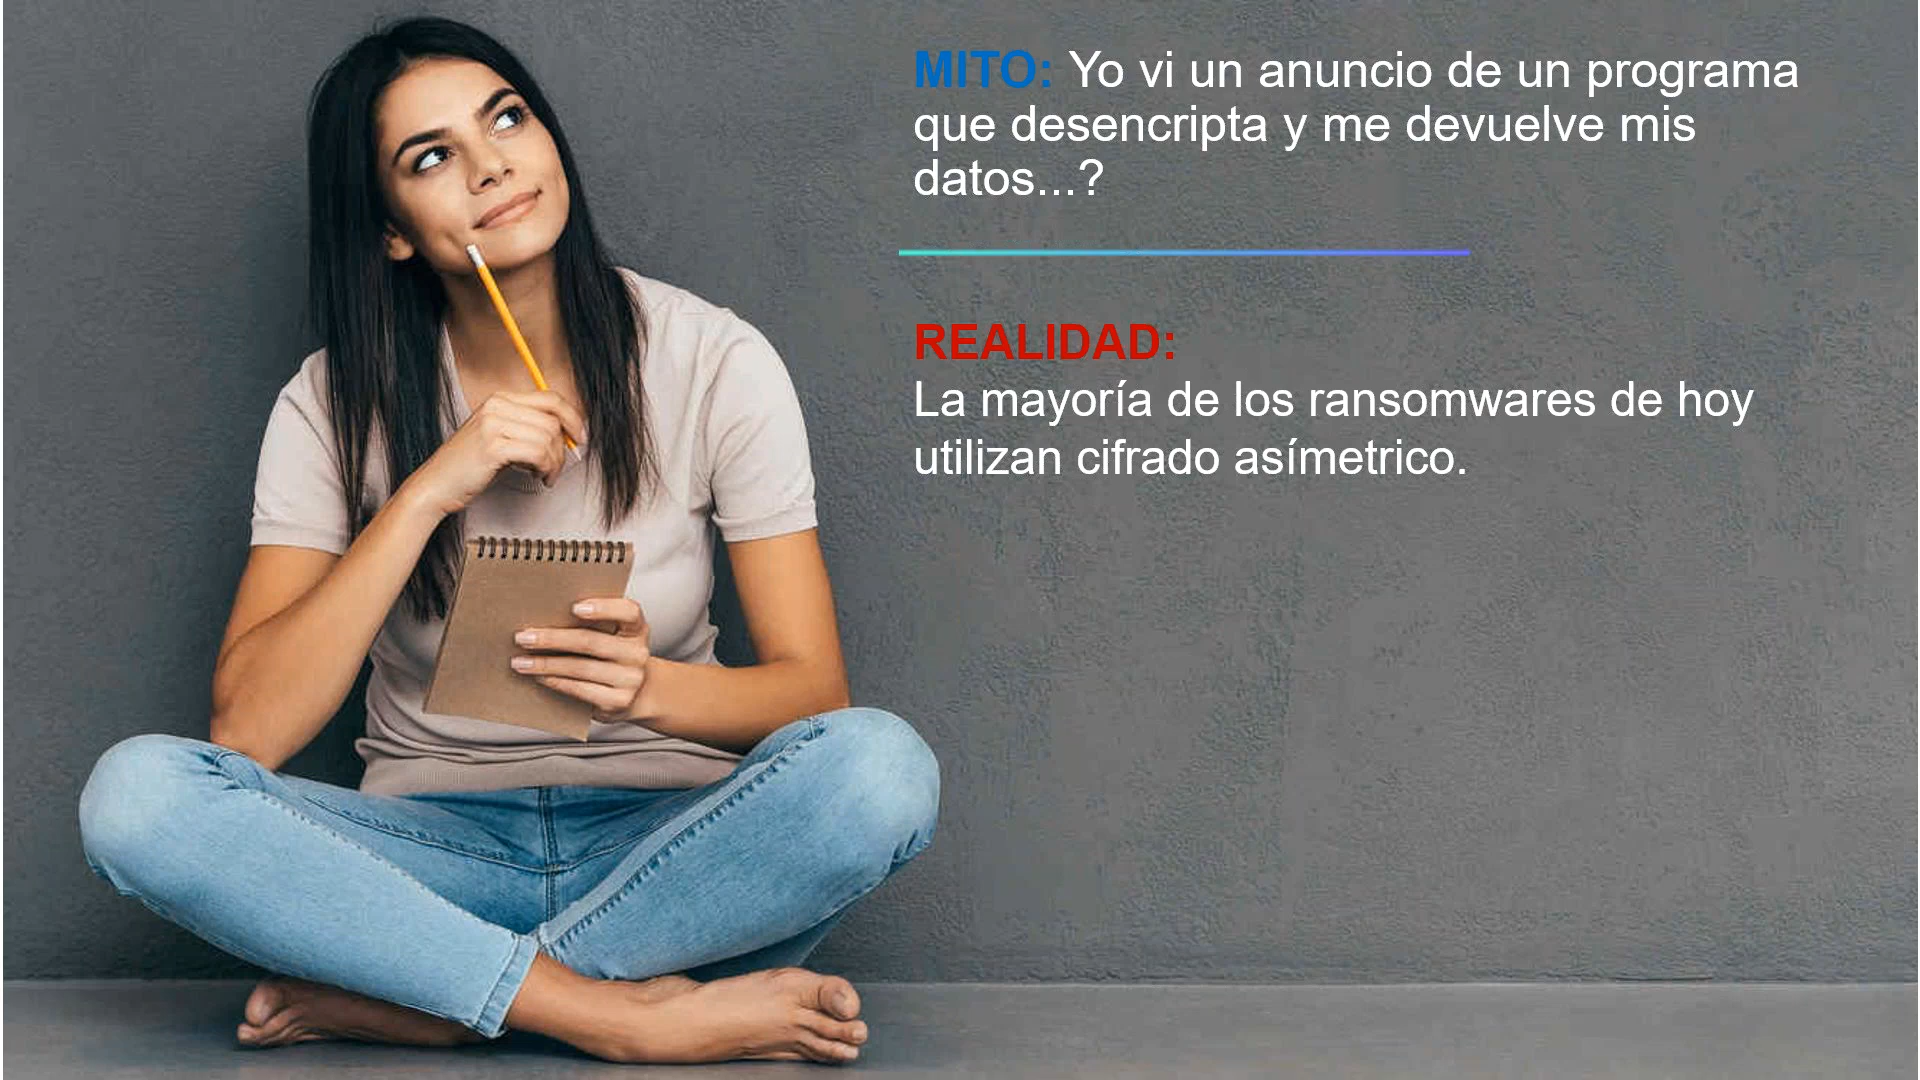 MITO: Yo vi un anuncio de un programa
que desencripta y me devuelve mis
datos...?
REALIDAD:
La mayoría de los ransomwares de hoy
utilizan cifrado asímetrico.